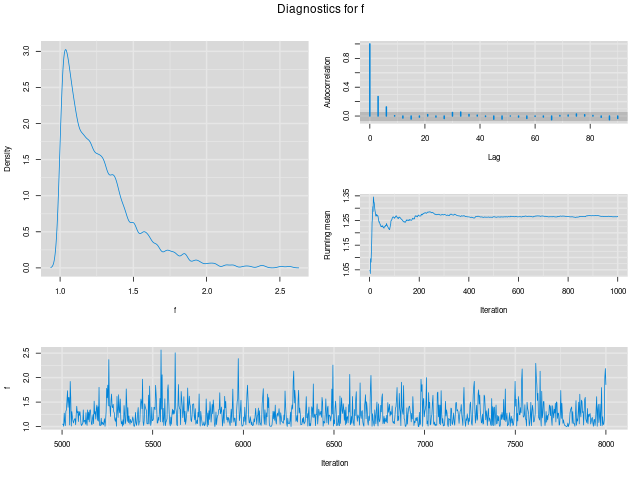 Diagnostics for f
Density
0.0 0.5 1.0 1.5 2.0 2.5 3.0
1.0 1.5 2.0 2.5
f
Autocorrelation
0.0 0.4 0.8
0 20 40 60 80
Lag
Running mean
1.05 1.15 1.25 1.35
0 200 400 600 800 1000
Iteration
f
1.0 1.5 2.0 2.5
5000 5500 6000 6500 7000 7500 8000
Iteration